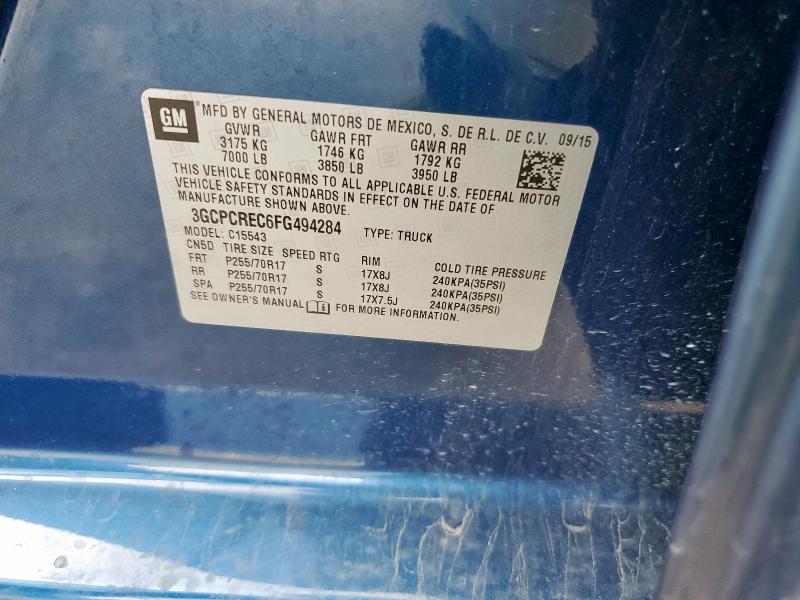 GM ® MFD BY GENERAL MOTORS DE MEXICO, S. DE R.L. DE C.V. 09/15
GVWR GAWR FRT GAWR RR
3175 KG 1746 KG 1792 KG
7000 LB 3850 LB 3950 LB
THIS VEHICLE CONFORMS TO ALL APPLICABLE U.S. FEDERAL MOTOR
VEHICLE SAFETY STANDARDS IN EFFECT ON THE DATE OF
MANUFACTURE SHOWN ABOVE.
3GCPCREC6FG494284
MODEL: C15543 TYPE: TRUCK
CN5D TIRE SIZE SPEED RTG RIM COLD TIRE PRESSURE
FRT P255/70R17 S 17X8J 240KPA(35PSI)
RR P255/70R17 S 17X8J 240KPA(35PSI)
SPA P255/70R17 S 17X7.5J 240KPA(35PSI)
SEE OWNER'S MANUAL FOR MORE INFORMATION.